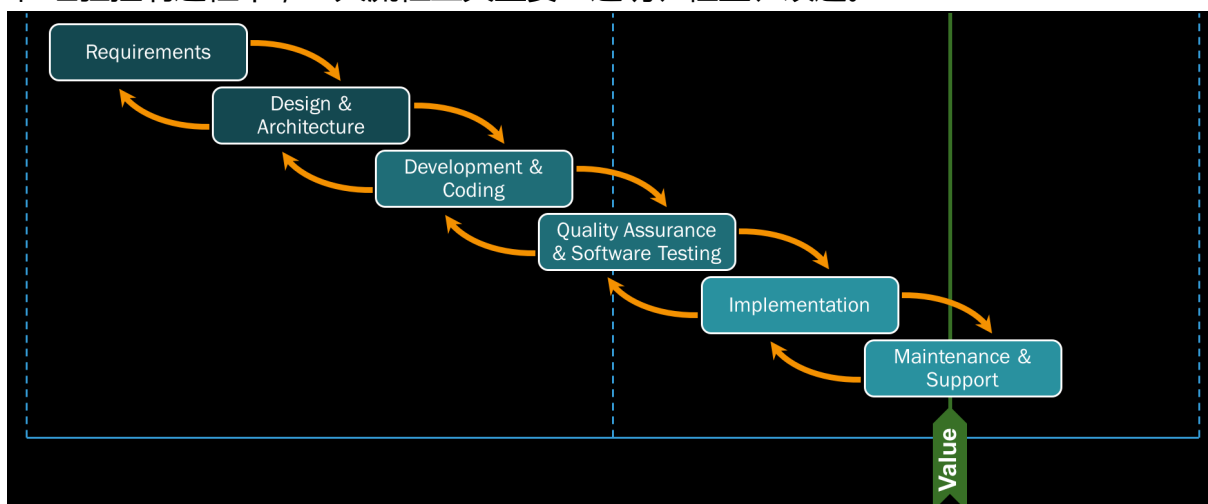 Requirements
Design &
Architecture
Development &
Coding
Quality Assurance
& Software Testing
Implementation
Maintenance &
Support
Value